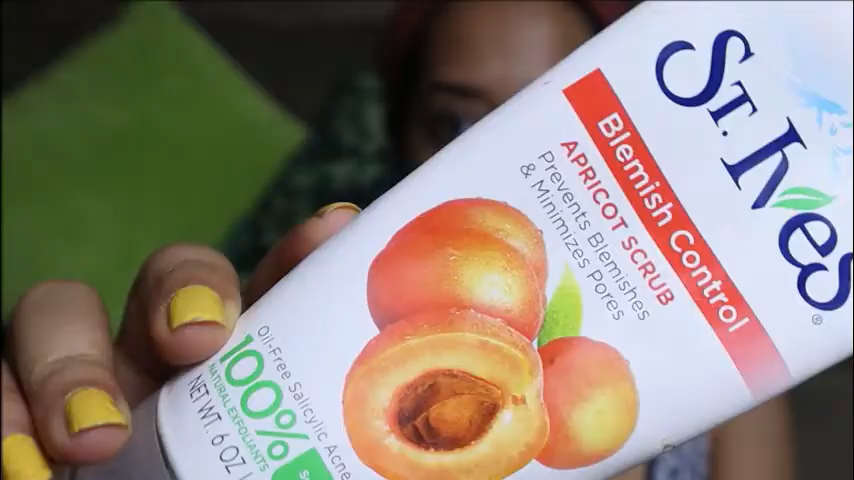 ST. Ives®
Blemish Control
APRICOT SCRUB
Prevents Blemishes
& Minimizes Pores
Oil-Free Salicylic Acne
100%
NATURAL EXFOLIANTS
NET WT. 6 OZ